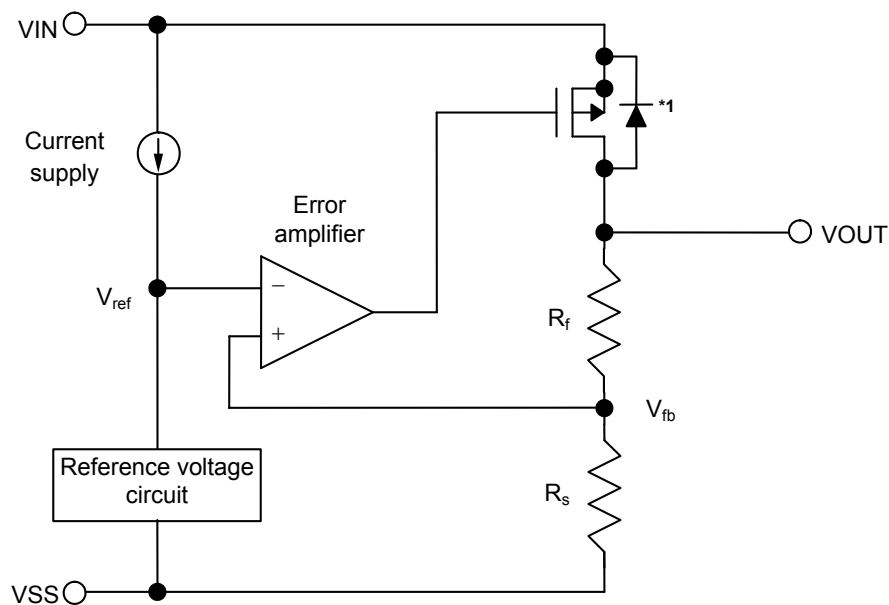 VIN
*1
Current
supply
Error
amplifier
VOUT
Vref
−
+
Rf
Vfb
Reference voltage
circuit
Rs
VSS